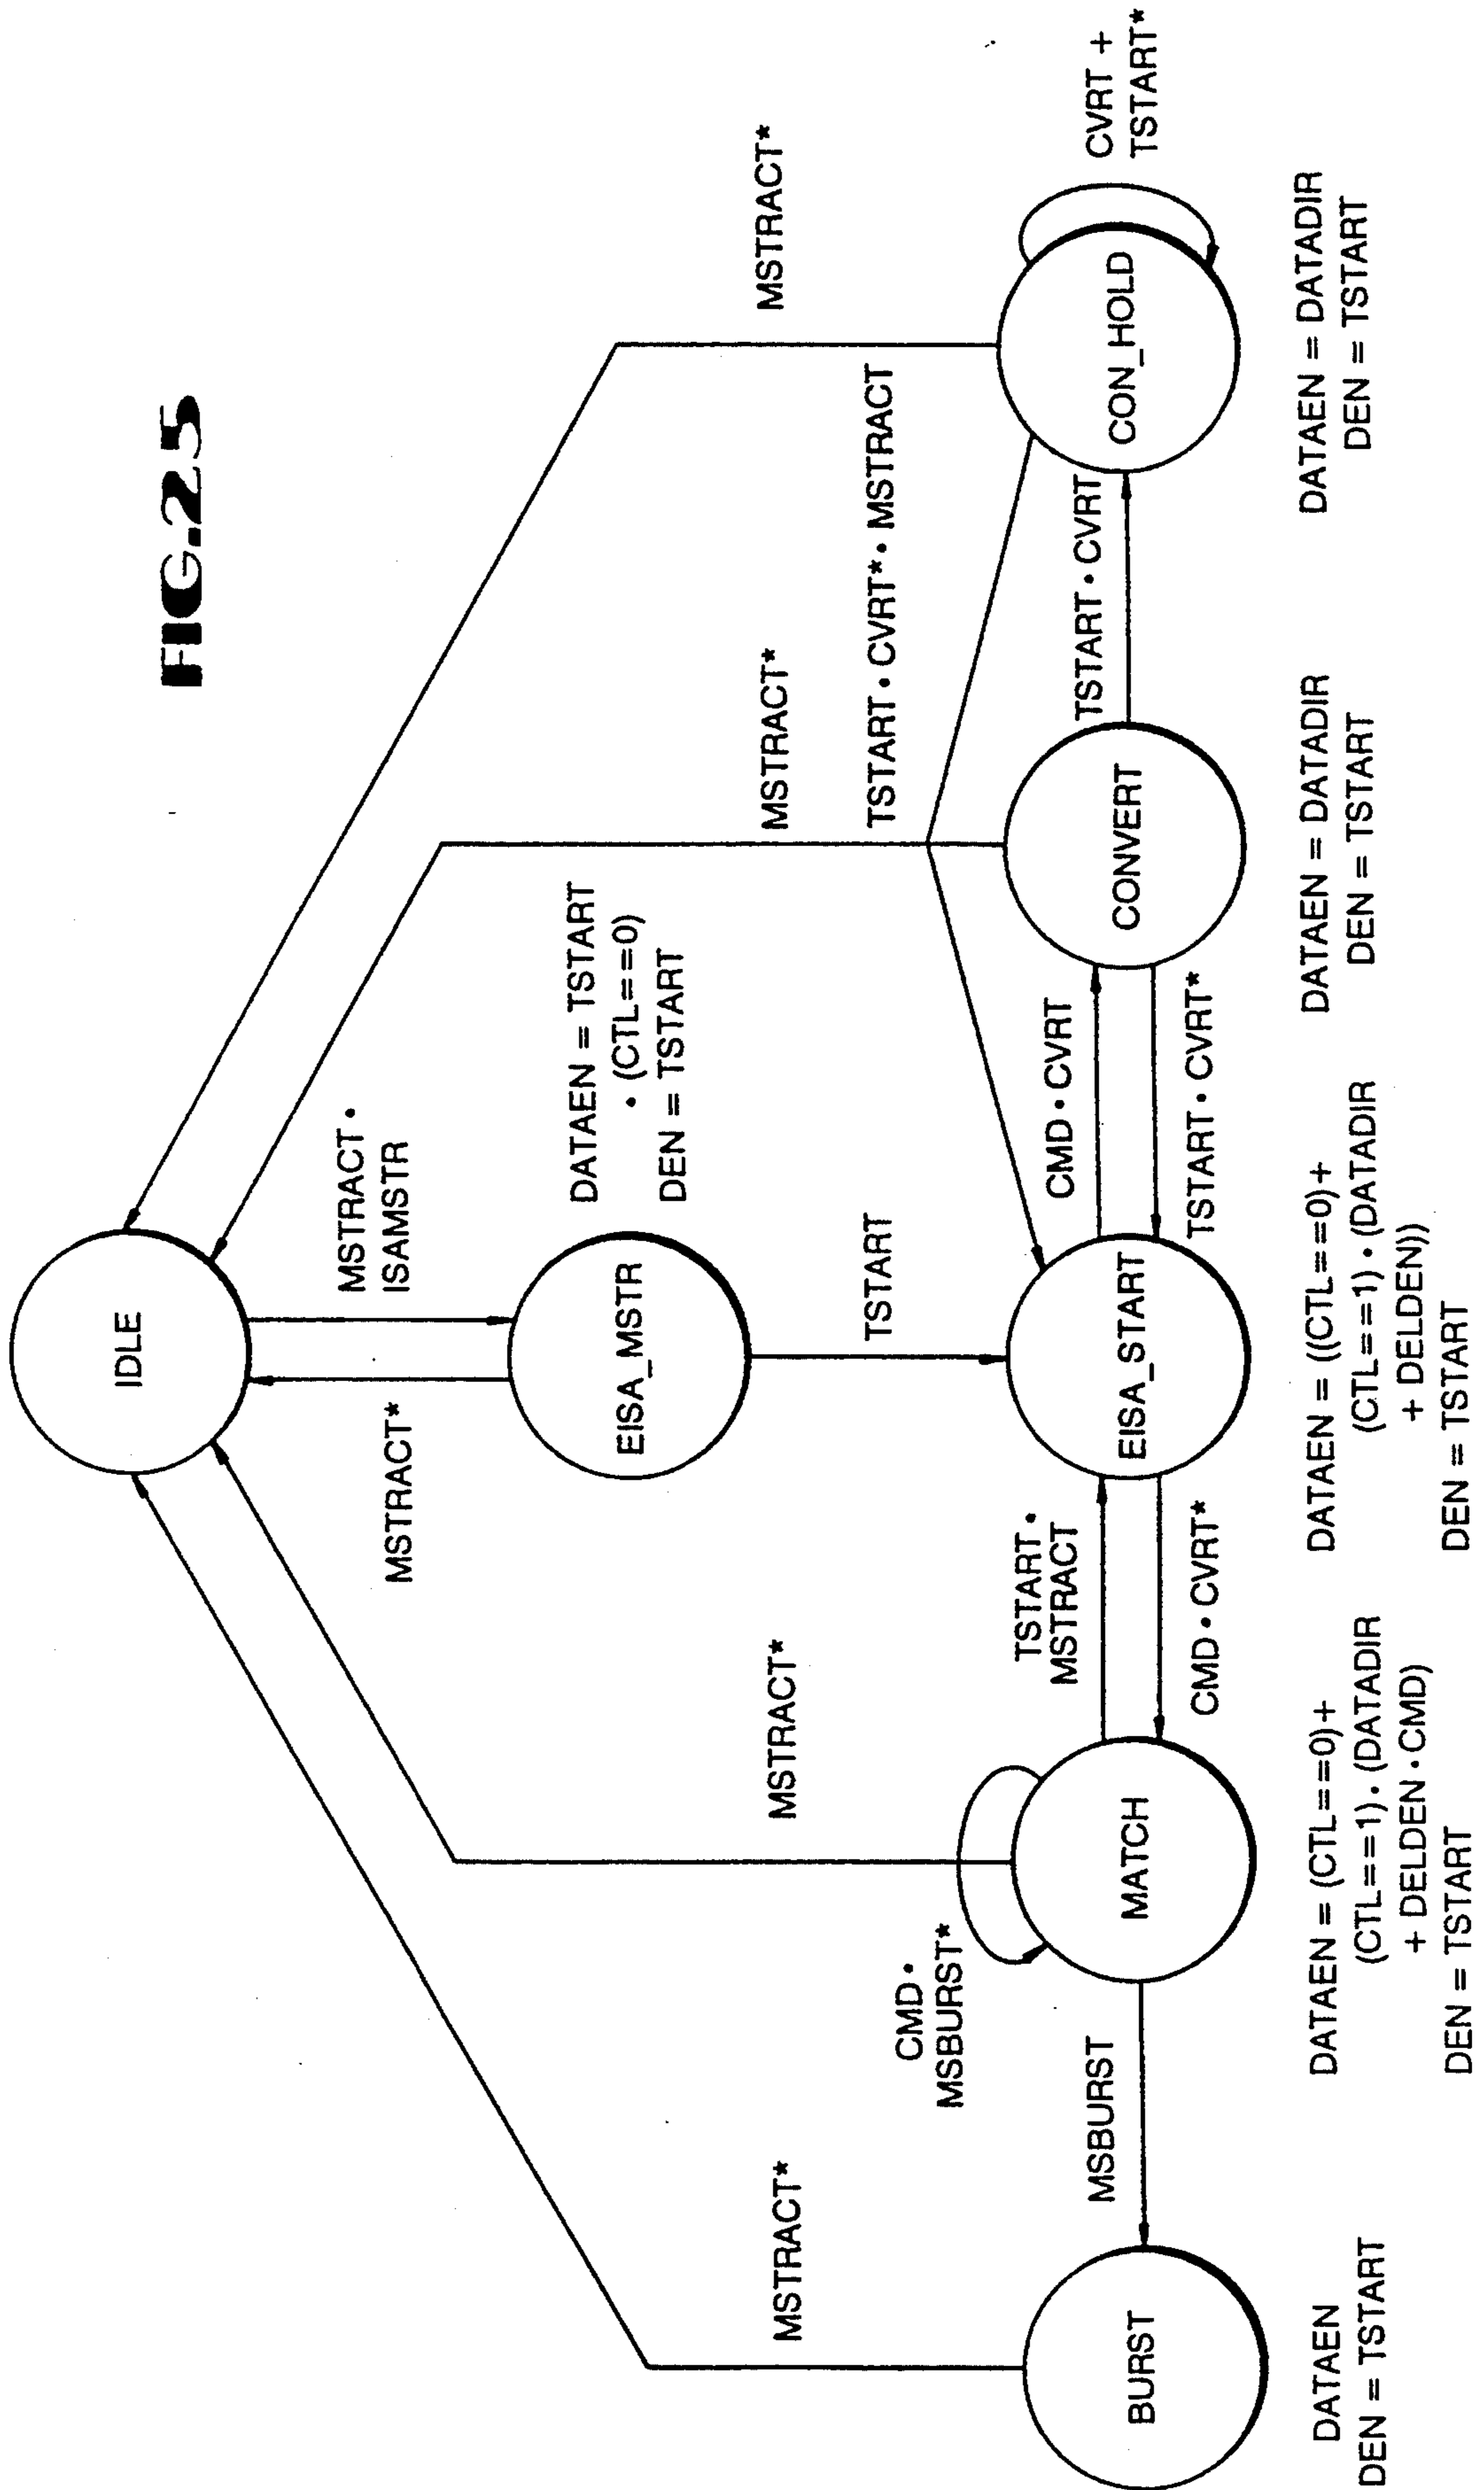 FIG.25
IDLE
MSTRACT*
MSTRACT •
ISAMSTR
EISA_MSTR
DATAEN = TSTART
• (CTL==0)
DEN = TSTART
MSTRACT*
MSTRACT*
MSTRACT*
MSTRACT*
TSTART
TSTART • CVRT* • MSTRACT
CMD •
MSBURST*
TSTART •
MSTRACT
CMD • CVRT
TSTART • CVRT
CVRT +
TSTART*
BURST
MSBURST
MATCH
CMD • CVRT*
EISA_START
TSTART • CVRT*
CONVERT
CON_HOLD
DATAEN
DEN = TSTART
DATAEN = (CTL==0)+
(CTL==1) • (DATADIR
+ DELDEN • CMD)
DEN = TSTART
DATAEN = ((CTL==0)+
(CTL==1) • (DATADIR
+ DELDEN))
DEN = TSTART
DATAEN = DATADIR
DEN = TSTART
DATAEN = DATADIR
DEN = TSTART